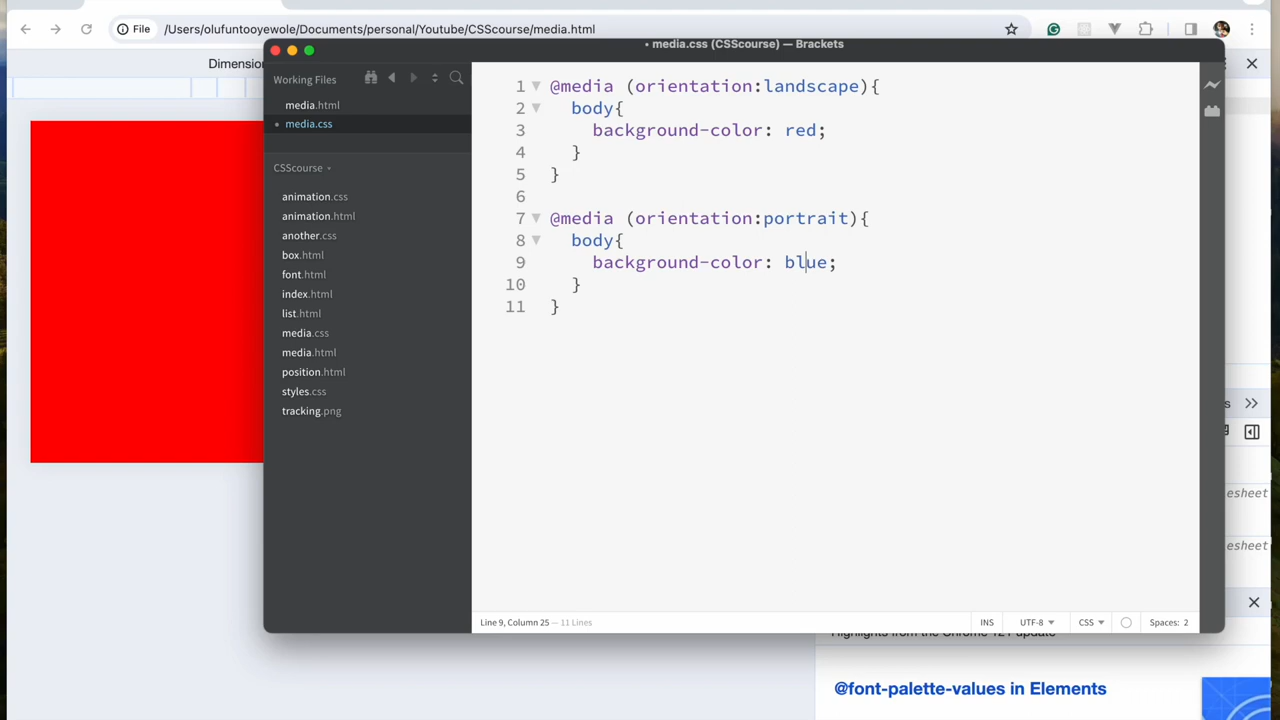 File
/Users/olufuntooyewole/Documents/personal/Youtube/CSScourse/media.html
Dimension
• media.css (CSScourse) — Brackets
Working Files
media.html
• media.css
CSScourse
animation.css
animation.html
another.css
box.html
font.html
index.html
list.html
media.css
media.html
position.html
styles.css
tracking.png
1 @media (orientation:landscape){
2 body{
3 background-color: red;
4 }
5 }
6
7 @media (orientation:portrait){
8 body{
9 background-color: blue;
10 }
11 }
Line 9, Column 25 — 11 Lines
INS
UTF-8
CSS
Spaces: 2
s
esheet
esheet
Highlights from the Chrome 121 update
@font-palette-values in Elements